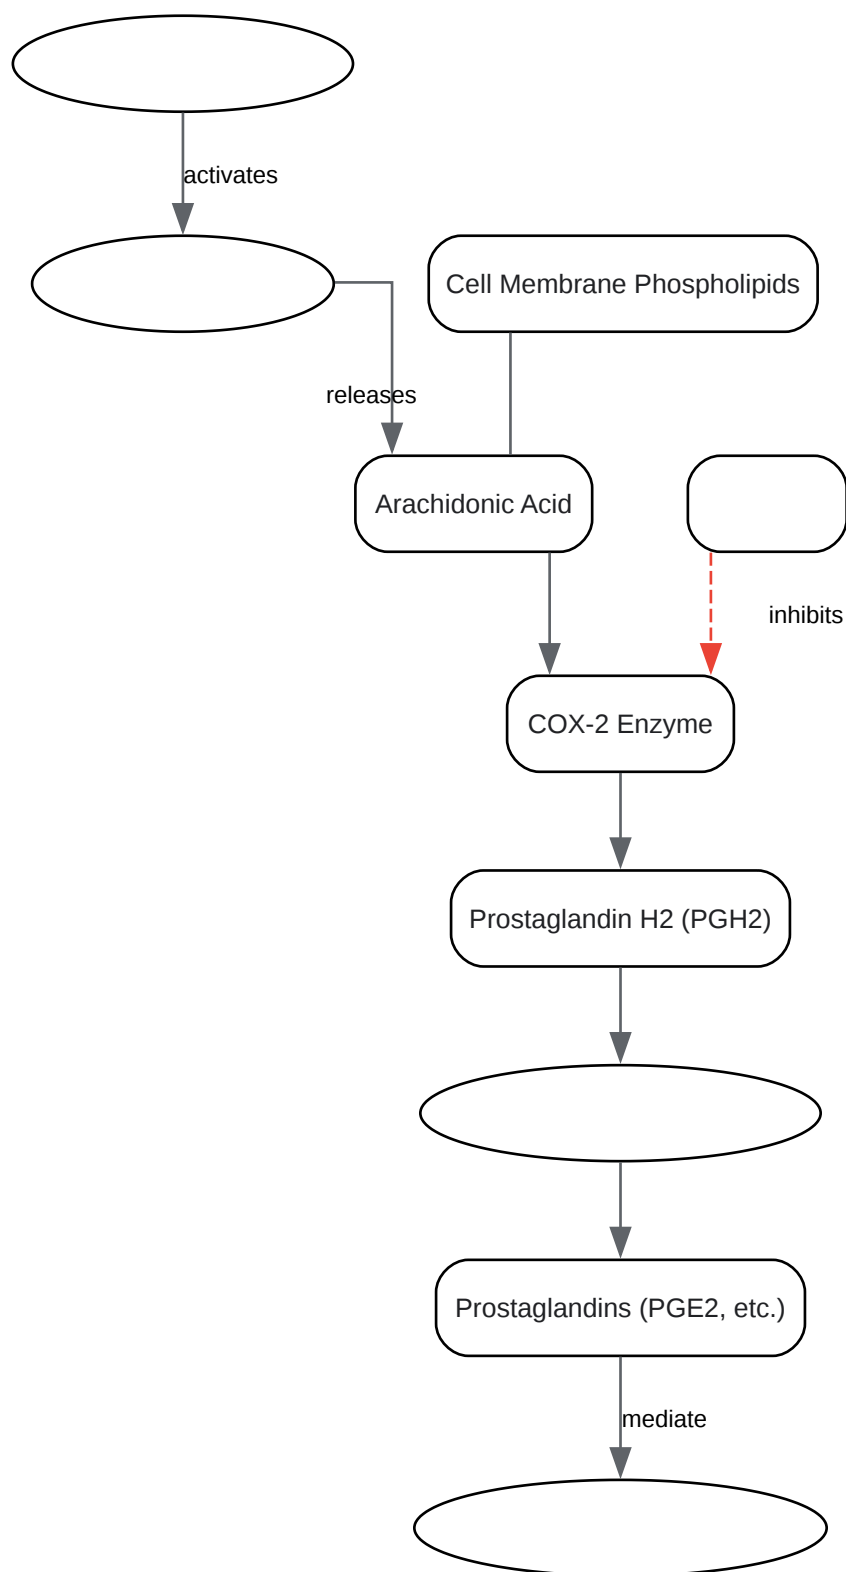 activates
Cell Membrane Phospholipids
releases
Arachidonic Acid
inhibits
COX-2 Enzyme
Prostaglandin H2 (PGH2)
Prostaglandins (PGE2, etc.)
mediate